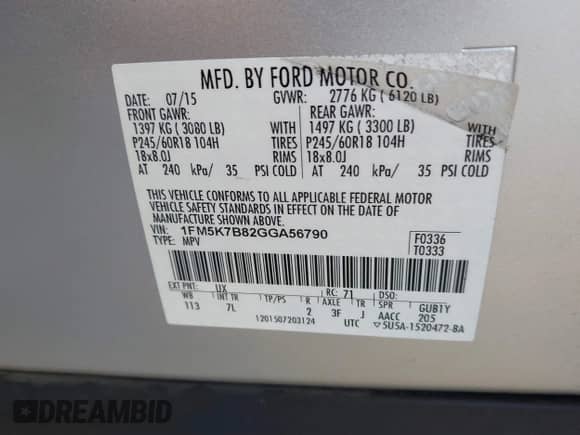 MFD. BY FORD MOTOR CO.
DATE: 07/15 GVWR: 2776 KG ( 6120 LB)
FRONT GAWR: REAR GAWR:
1397 KG ( 3080 LB) WITH 1497 KG ( 3300 LB) WITH
P245/60R18 104H TIRES P245/60R18 104H TIRES
18x8.0J RIMS 18x8.0J RIMS
AT 240 kPa/ 35 PSI COLD AT 240 kPa/ 35 PSI COLD
THIS VEHICLE CONFORMS TO ALL APPLICABLE FEDERAL MOTOR
VEHICLE SAFETY STANDARDS IN EFFECT ON THE DATE OF
MANUFACTURE SHOWN ABOVE.
VIN: 1FM5K7B82GGA56790
TYPE: MPV
F0336
T0333
EXT PNT: UX RC: 71 DSO:
WB INT TR TP/PS R AXLE TR SPR GUB1Y
113 7L 2 3F J AACC 205
1201507203124 UTC ▽5U5A-1520472-BA
DREAMBID